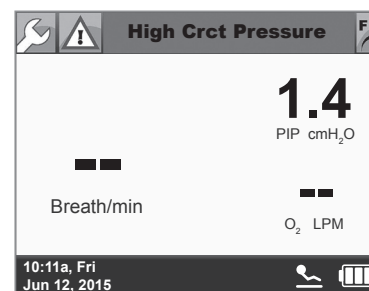 High Crct Pressure
F
1.4
PIP cmH₂O
--
Breath/min
--
O₂ LPM
10:11a, Fri
Jun 12, 2015